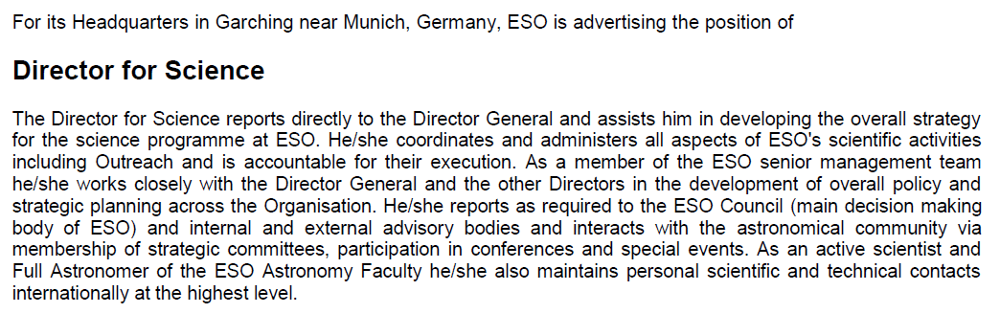 For its Headquarters in Garching near Munich, Germany, ESO is advertising the position of
Director for Science
The Director for Science reports directly to the Director General and assists him in developing the overall strategy
for the science programme at ESO. He/she coordinates and administers all aspects of ESO's scientific activities
including Outreach and is accountable for their execution. As a member of the ESO senior management team
he/she works closely with the Director General and the other Directors in the development of overall policy and
strategic planning across the Organisation. He/she reports as required to the ESO Council (main decision making
body of ESO) and internal and external advisory bodies and interacts with the astronomical community via
membership of strategic committees, participation in conferences and special events. As an active scientist and
Full Astronomer of the ESO Astronomy Faculty he/she also maintains personal scientific and technical contacts
internationally at the highest level.